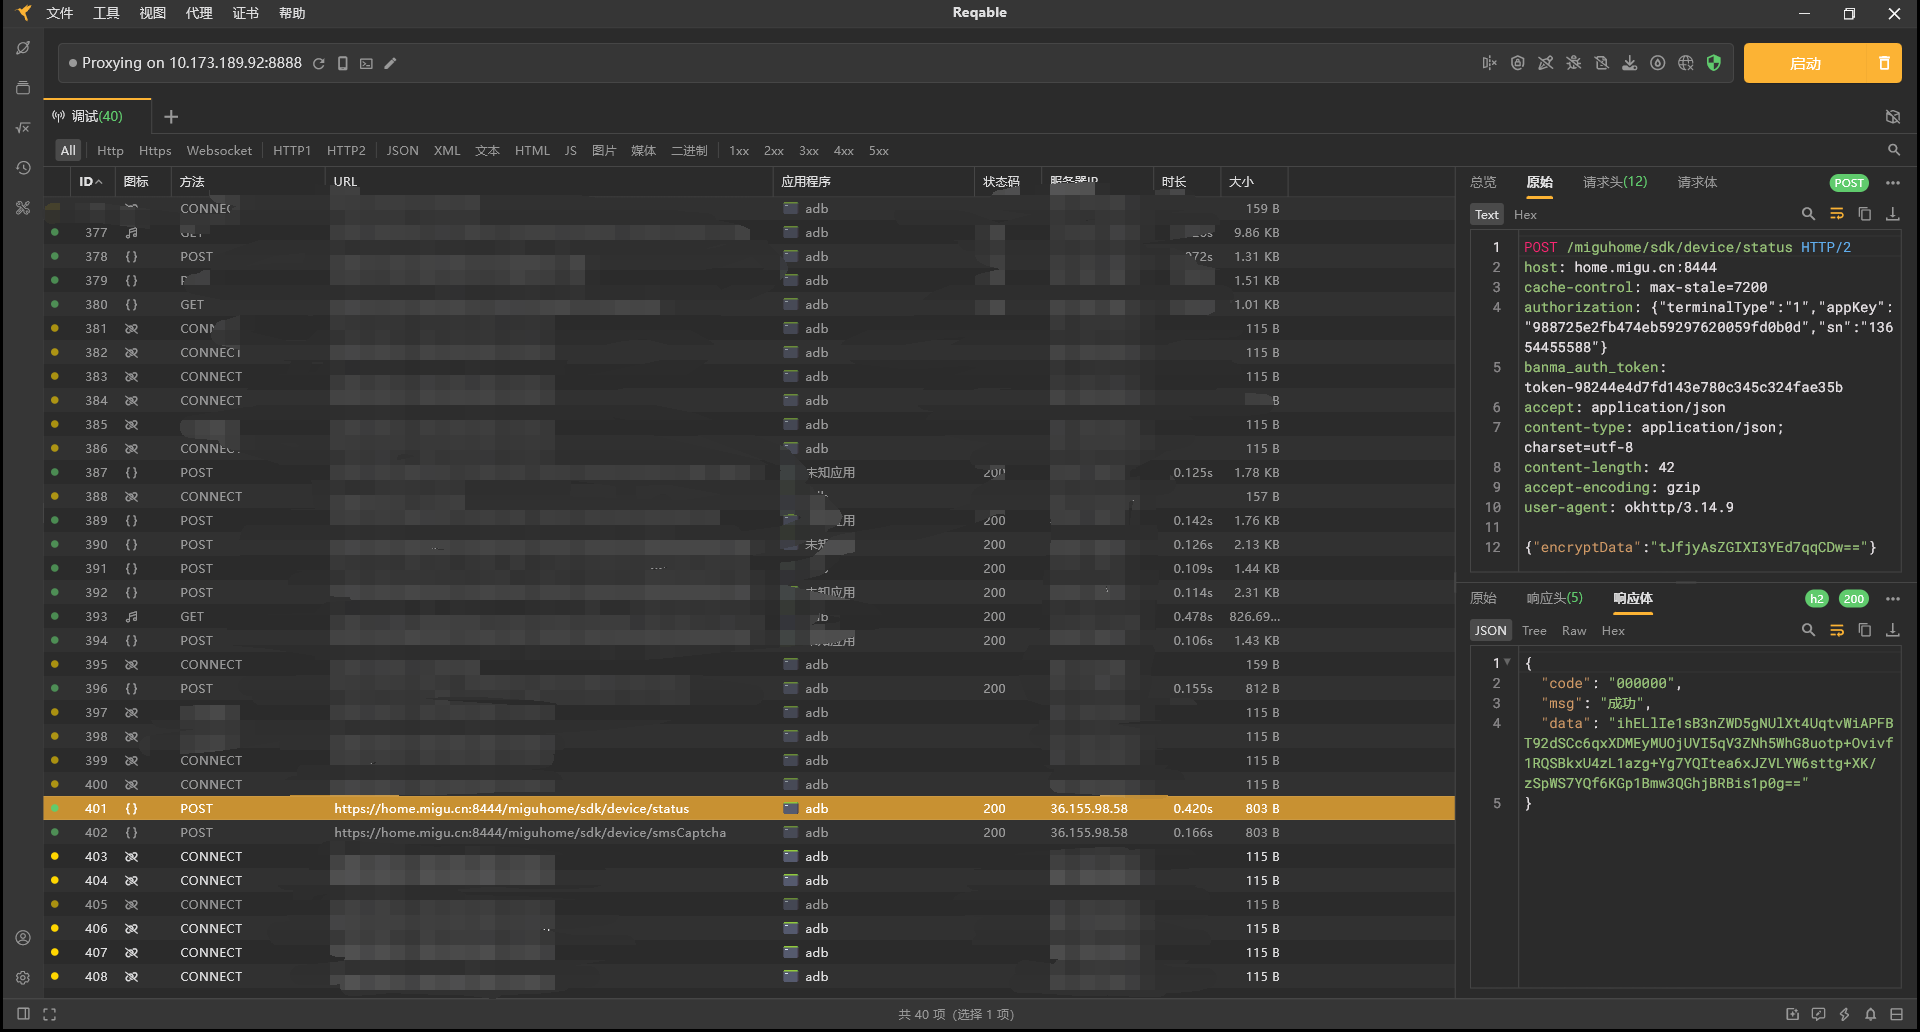 文件 工具 视图 代理 证书 帮助 Reqable
Proxying on 10.173.189.92:8888 启动
调试(40)
All Http Https Websocket HTTP1 HTTP2 JSON XML 文本 HTML JS 图片 媒体 二进制 1xx 2xx 3xx 4xx 5xx
ID 图标 方法 URL 应用程序 状态码 服务器IP 时长 大小
CONNEC adb 159 B
377 GET adb 9.86 KB
378 POST adb 1.31 KB
379 adb 1.51 KB
380 GET adb 1.01 KB
381 CONN adb 115 B
382 CONNECT adb 115 B
383 CONNECT adb 115 B
384 CONNECT adb B
385 adb 115 B
386 CONNEC adb 115 B
387 POST 未知应用 200 0.125s 1.78 KB
388 CONNECT 157 B
389 POST 用 200 0.142s 1.76 KB
390 POST 未知 200 0.126s 2.13 KB
391 POST 200 0.109s 1.44 KB
392 POST 未知应用 200 0.114s 2.31 KB
393 GET 200 0.478s 826.69...
394 POST 未知应用 200 0.106s 1.43 KB
395 CONNECT adb 159 B
396 POST adb 200 0.155s 812 B
397 adb 115 B
398 adb 115 B
399 CONNECT adb 115 B
400 CONNECT adb 115 B
401 POST https://home.migu.cn:8444/miguhome/sdk/device/status adb 200 36.155.98.58 0.420s 803 B
402 POST https://home.migu.cn:8444/miguhome/sdk/device/smsCaptcha adb 200 36.155.98.58 0.166s 803 B
403 CONNECT adb 115 B
404 CONNECT adb 115 B
405 CONNECT adb 115 B
406 CONNECT adb 115 B
407 CONNECT adb 115 B
408 CONNECT adb 115 B
总览 原始 请求头(12) 请求体 POST
Text Hex
1 POST /miguhome/sdk/device/status HTTP/2
2 host: home.migu.cn:8444
3 cache-control: max-stale=7200
4 authorization: {"terminalType":"1","appKey":
"988725e2fb474eb59297620059fd0b0d","sn":"136
54455588"}
5 banma_auth_token:
token-98244e4d7fd143e780c345c324fae35b
6 accept: application/json
7 content-type: application/json;
charset=utf-8
8 content-length: 42
9 accept-encoding: gzip
10 user-agent: okhttp/3.14.9
11
12 {"encryptData":"tJfjyAsZGIXI3YEd7qqCDw=="}
原始 响应头(5) 响应体 h2 200
JSON Tree Raw Hex
1 {
2 "code": "000000",
3 "msg": "成功",
4 "data": "ihELlIe1sB3nZWD5gNUlXt4UqtvWiAPFB
T92dSCc6qxXDMEyMUOjUVI5qV3ZNh5WhG8uotp+Ovivf
1RQSBkxU4zL1azg+Yg7YQItea6xJZVLYW6sttg+XK/
zSpWS7YQf6KGp1Bmw3QGhjBRBis1p0g=="
5 }
共 40 项 (选择 1 项)